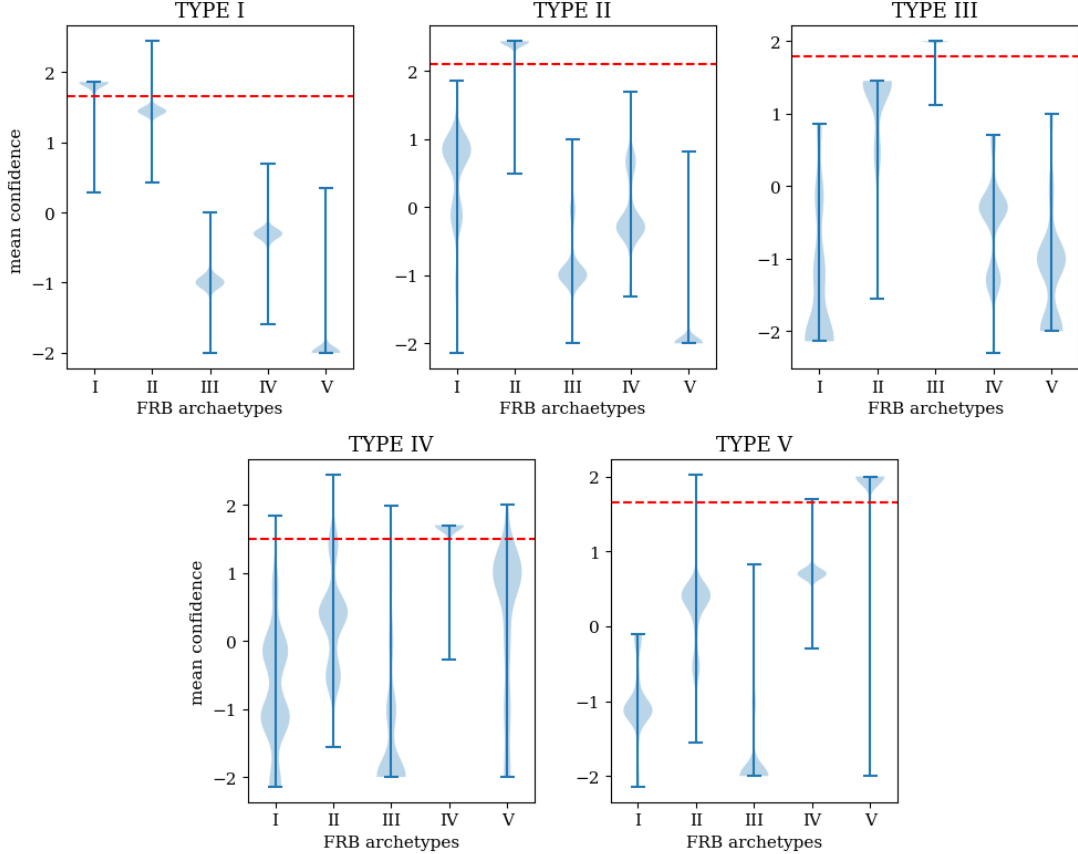 TYPE I
TYPE II
TYPE III
mean confidence
2
1
0
−1
−2
2
1
0
−1
−2
2
1
0
−1
−2
I II III IV V
I II III IV V
I II III IV V
FRB archaetypes
FRB archaetypes
FRB archetypes
TYPE IV
TYPE V
mean confidence
2
1
0
−1
−2
2
1
0
−1
−2
I II III IV V
I II III IV V
FRB archetypes
FRB archetypes